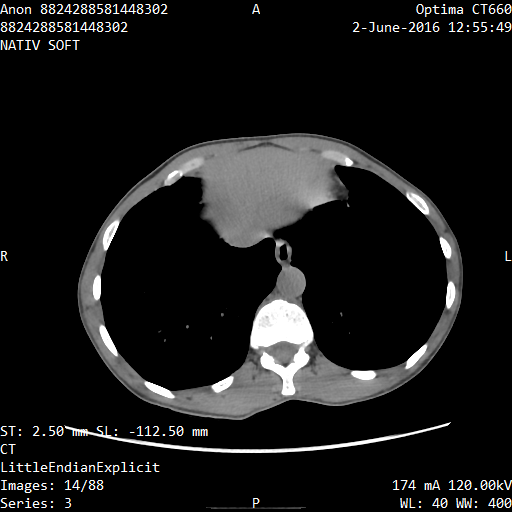 Anon 8824288581448302 A Optima CT660
8824288581448302 2-June-2016 12:55:49
NATIV SOFT
R L
ST: 2.50 mm SL: -112.50 mm
CT
LittleEndianExplicit
Images: 14/88 174 mA 120.00kV
Series: 3 P WL: 40 WW: 400